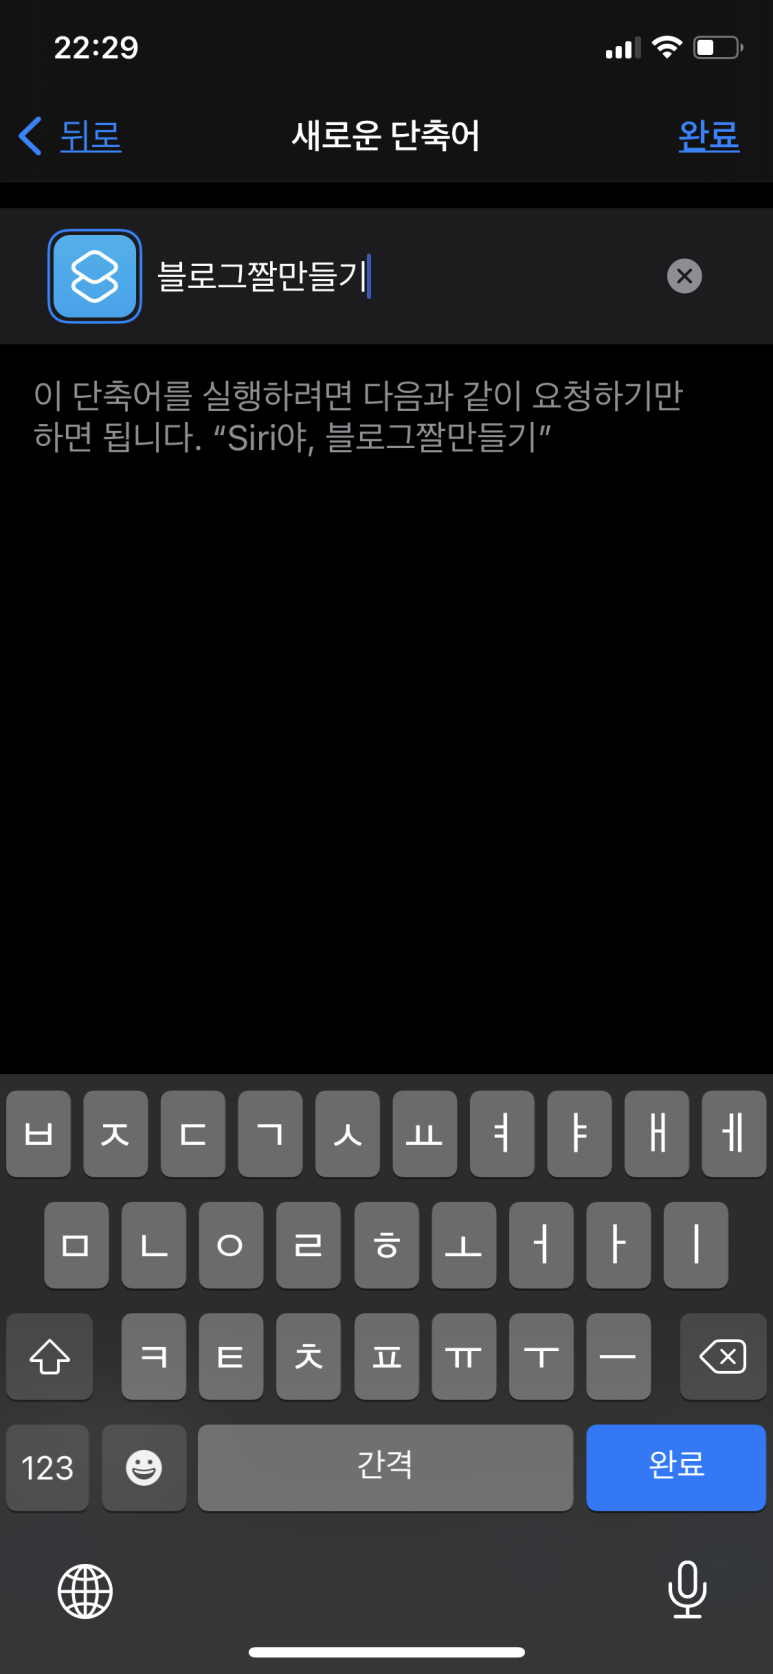 22:29
뒤로 새로운 단축어 완료
블로그짤만들기
이 단축어를 실행하려면 다음과 같이 요청하기만
하면 됩니다. “Siri야, 블로그짤만들기”
ㅂ ㅈ ㄷ ㄱ ㅅ ㅛ ㅕ ㅑ ㅐ ㅔ
ㅁ ㄴ ㅇ ㄹ ㅎ ㅗ ㅓ ㅏ ㅣ
ㅋ ㅌ ㅊ ㅍ ㅠ ㅜ ㅡ
123 간격 완료